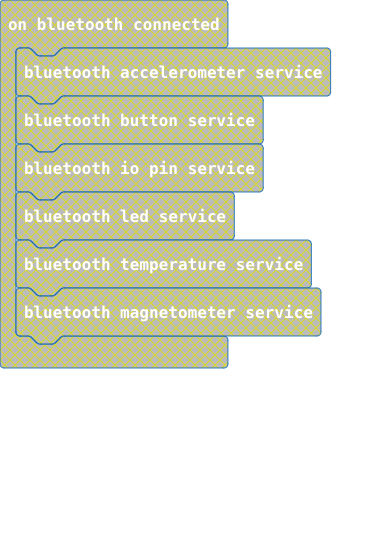 on bluetooth connected
bluetooth accelerometer service
bluetooth button service
bluetooth io pin service
bluetooth led service
bluetooth temperature service
bluetooth magnetometer service